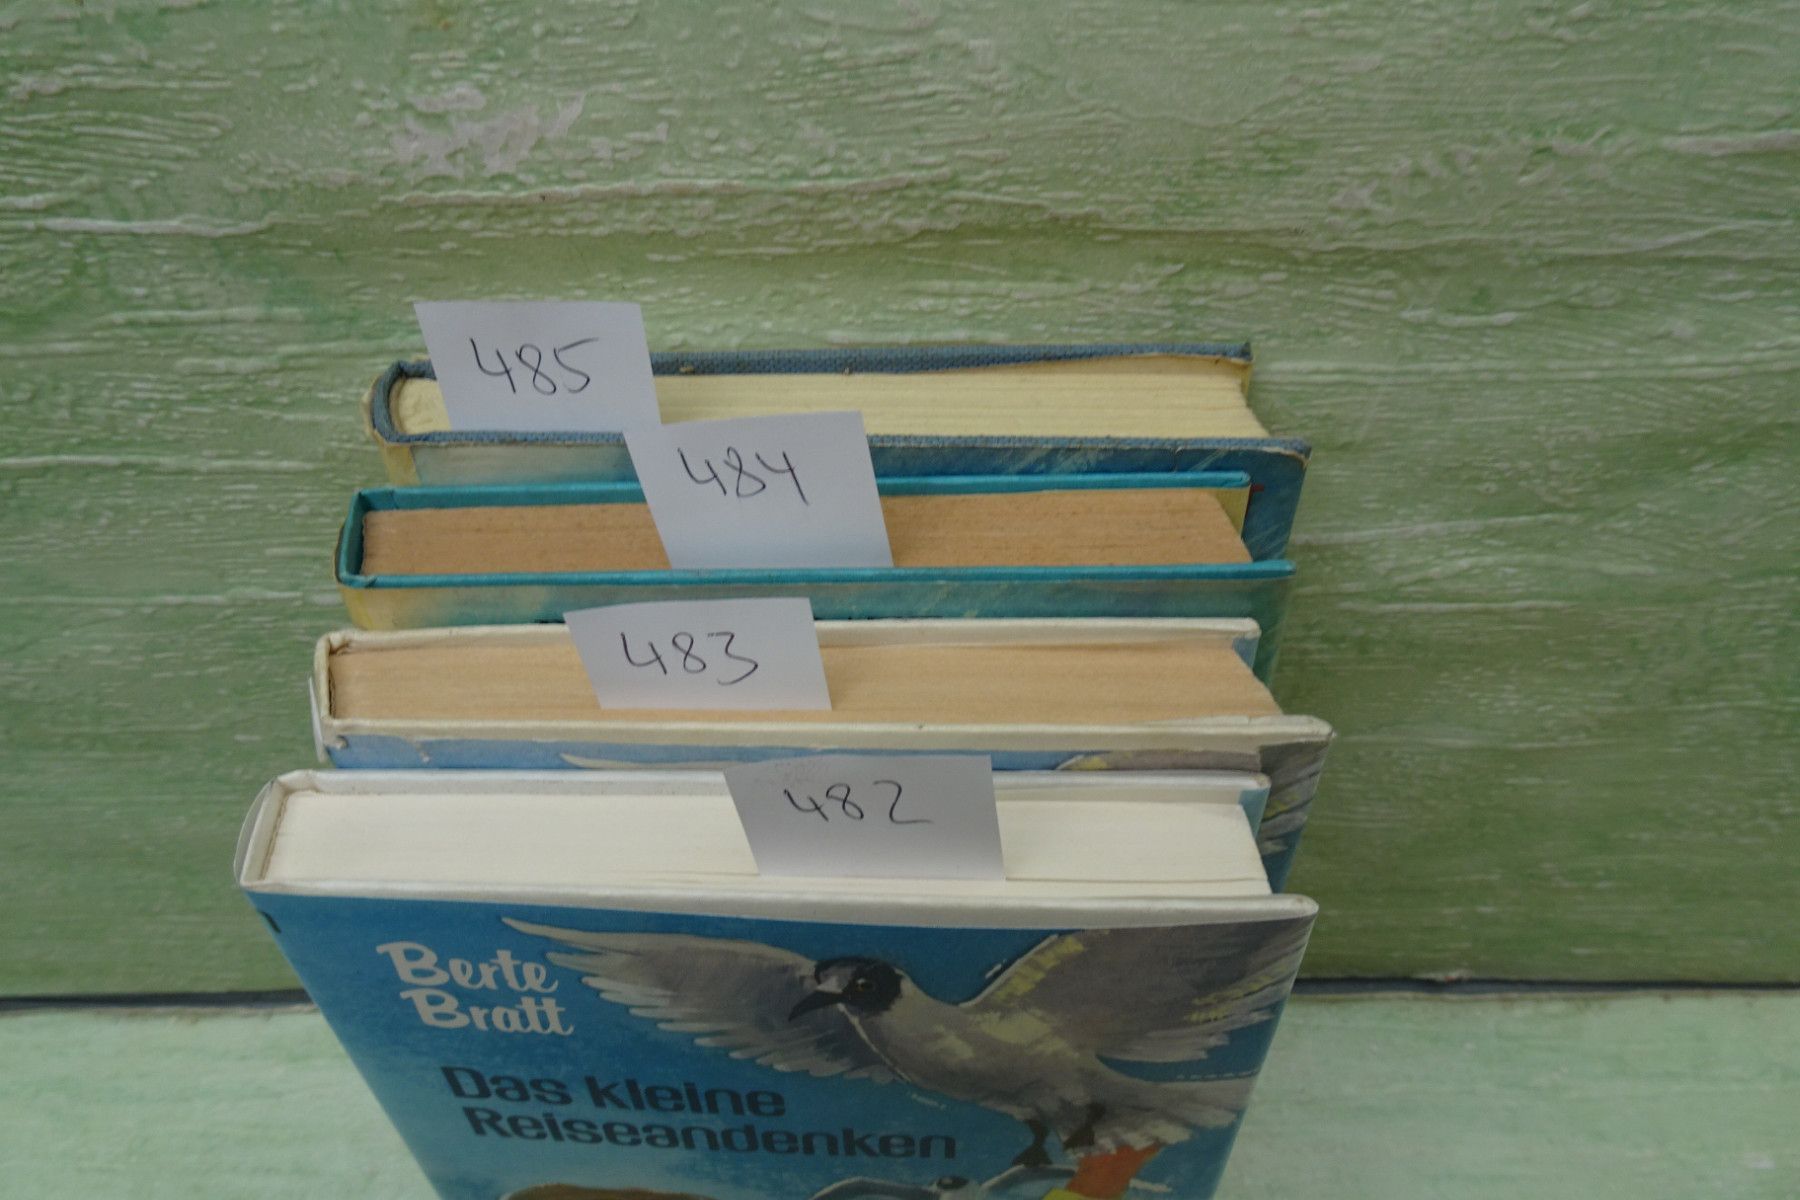 485
484
483
482
Berte
Bratt
Das kleine
Reiseandenken